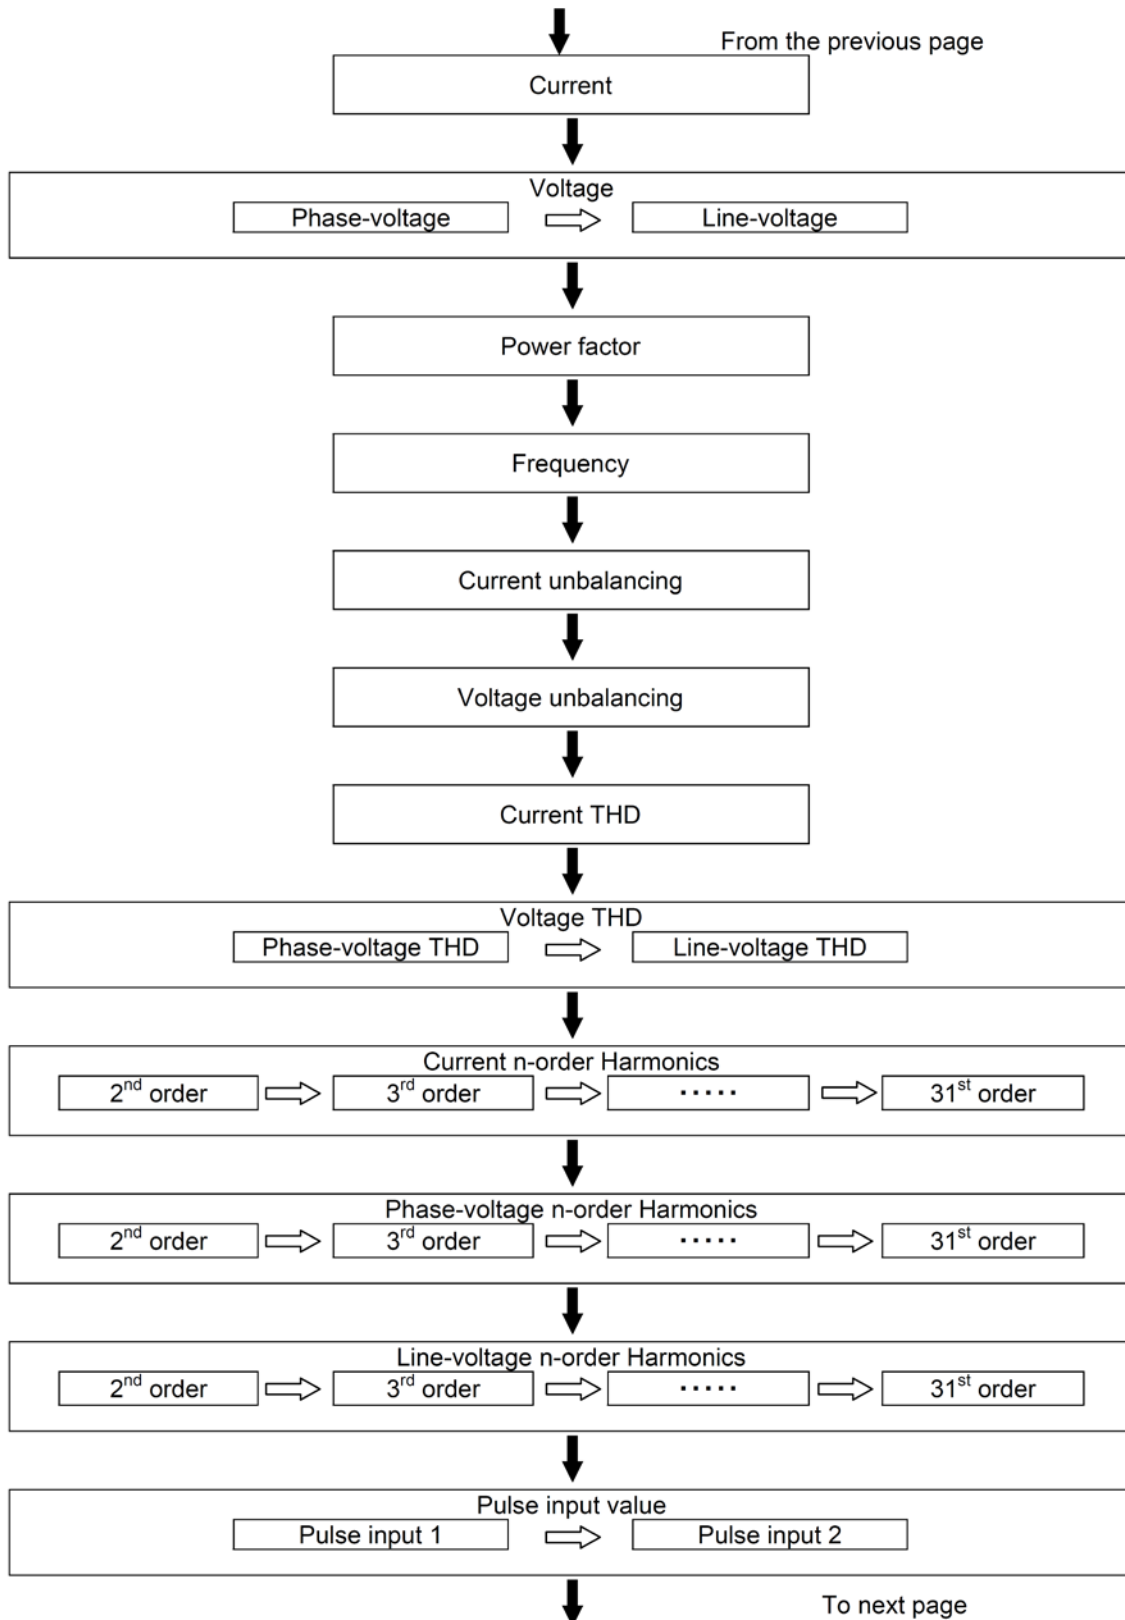 From the previous page
Current
Voltage
Phase-voltage Line-voltage
Power factor
Frequency
Current unbalancing
Voltage unbalancing
Current THD
Voltage THD
Phase-voltage THD Line-voltage THD
Current n-order Harmonics
2nd order 3rd order ····· 31st order
Phase-voltage n-order Harmonics
2nd order 3rd order ····· 31st order
Line-voltage n-order Harmonics
2nd order 3rd order ····· 31st order
Pulse input value
Pulse input 1 Pulse input 2
To next page